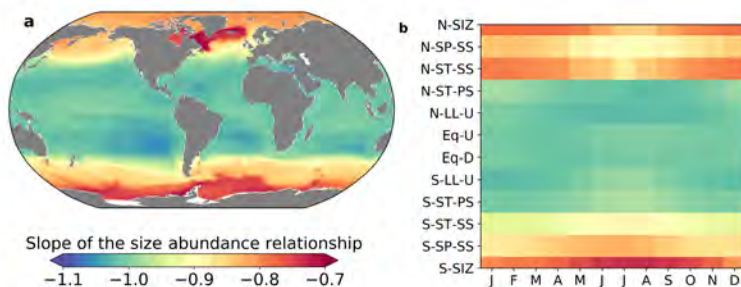 a
Slope of the size abundance relationship
−1.1 −1.0 −0.9 −0.8 −0.7
b
N-SIZ
N-SP-SS
N-ST-SS
N-ST-PS
N-LL-U
Eq-U
Eq-D
S-LL-U
S-ST-PS
S-ST-SS
S-SP-SS
S-SIZ
J F M A M J J A S O N D